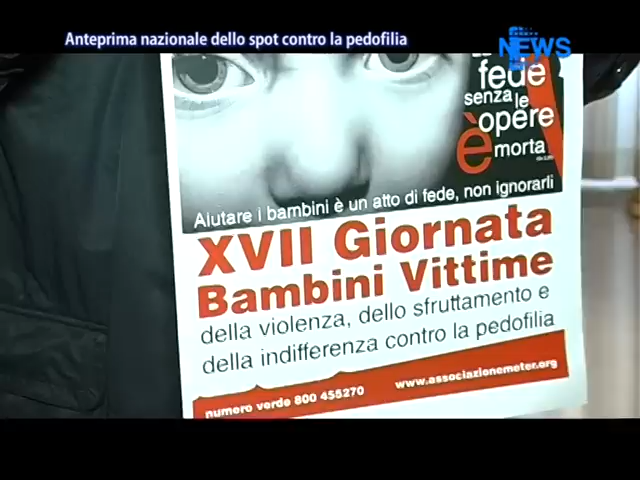 Anteprima nazionale dello spot contro la pedofilia
NEWS
fede
senza le
opere
è morta
Aiutare i bambini è un atto di fede, non ignorarli
XVII Giornata
Bambini Vittime
della violenza, dello sfruttamento e
della indifferenza contro la pedofilia
numero verde 800 455270
www.associazionemeter.org